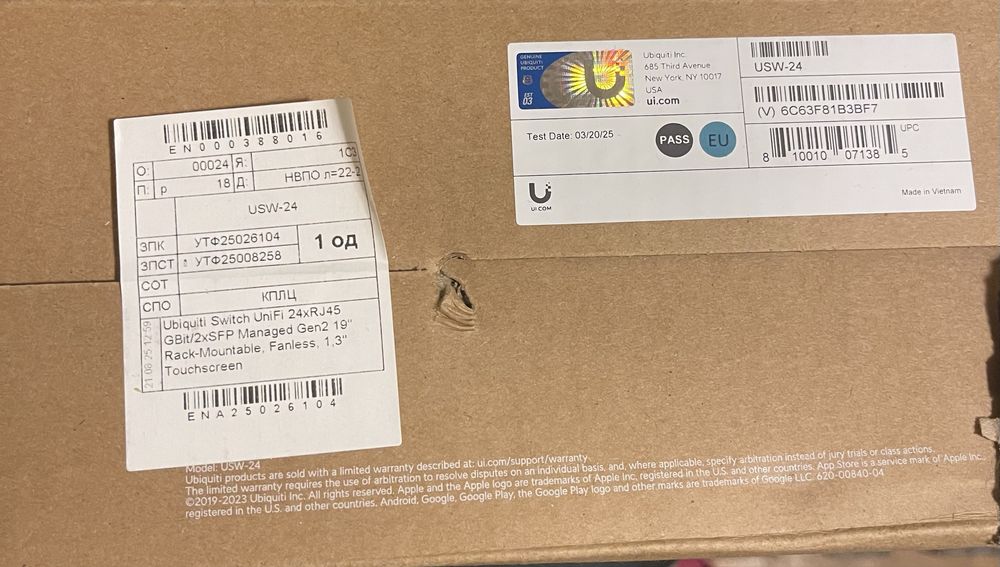 EN000388016
О: 00024 Я: 1C3
П: р 18 Д: НВПО л=22-2
USW-24
ЗПК УТФ25026104 1 од
ЗПСТ УТФ25008258
СОТ
СПО КПЛЦ
21 08 25 12:59
Ubiquiti Switch UniFi 24xRJ45
GBit/2xSFP Managed Gen2 19"
Rack-Mountable, Fanless, 1,3"
Touchscreen
ENA25026104
GENUINE
UBIQUITI
PRODUCT
EST
03
U
Ubiquiti Inc.
685 Third Avenue
New York, NY 10017
USA
ui.com
Test Date: 03/20/25
PASS
EU
USW-24
(V) 6C63F81B3BF7
UPC
8 10010 07138 5
UI.COM
Made in Vietnam
Model: USW-24
Ubiquiti products are sold with a limited warranty described at: ui.com/support/warranty
The limited warranty requires the use of arbitration to resolve disputes on an individual basis, and, where applicable, specify arbitration instead of jury trials or class actions.
©2019-2023 Ubiquiti Inc. All rights reserved. Apple and the Apple logo are trademarks of Apple Inc., registered in the U.S. and other countries. App Store is a service mark of Apple Inc.,
registered in the U.S. and other countries. Android, Google, Google Play, the Google Play logo and other marks are trademarks of Google LLC. 620-00840-04